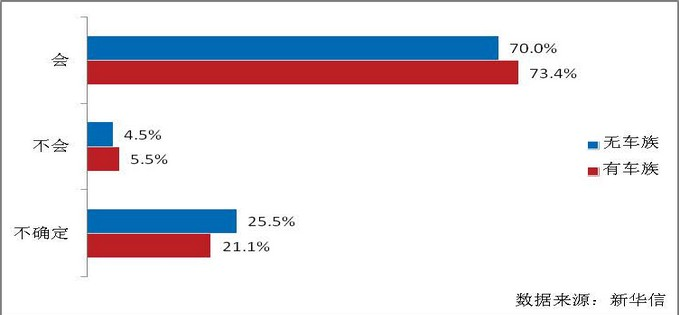 会
70.0%
73.4%
不会
4.5%
5.5%
无车族
有车族
不确定
25.5%
21.1%
数据来源：新华信